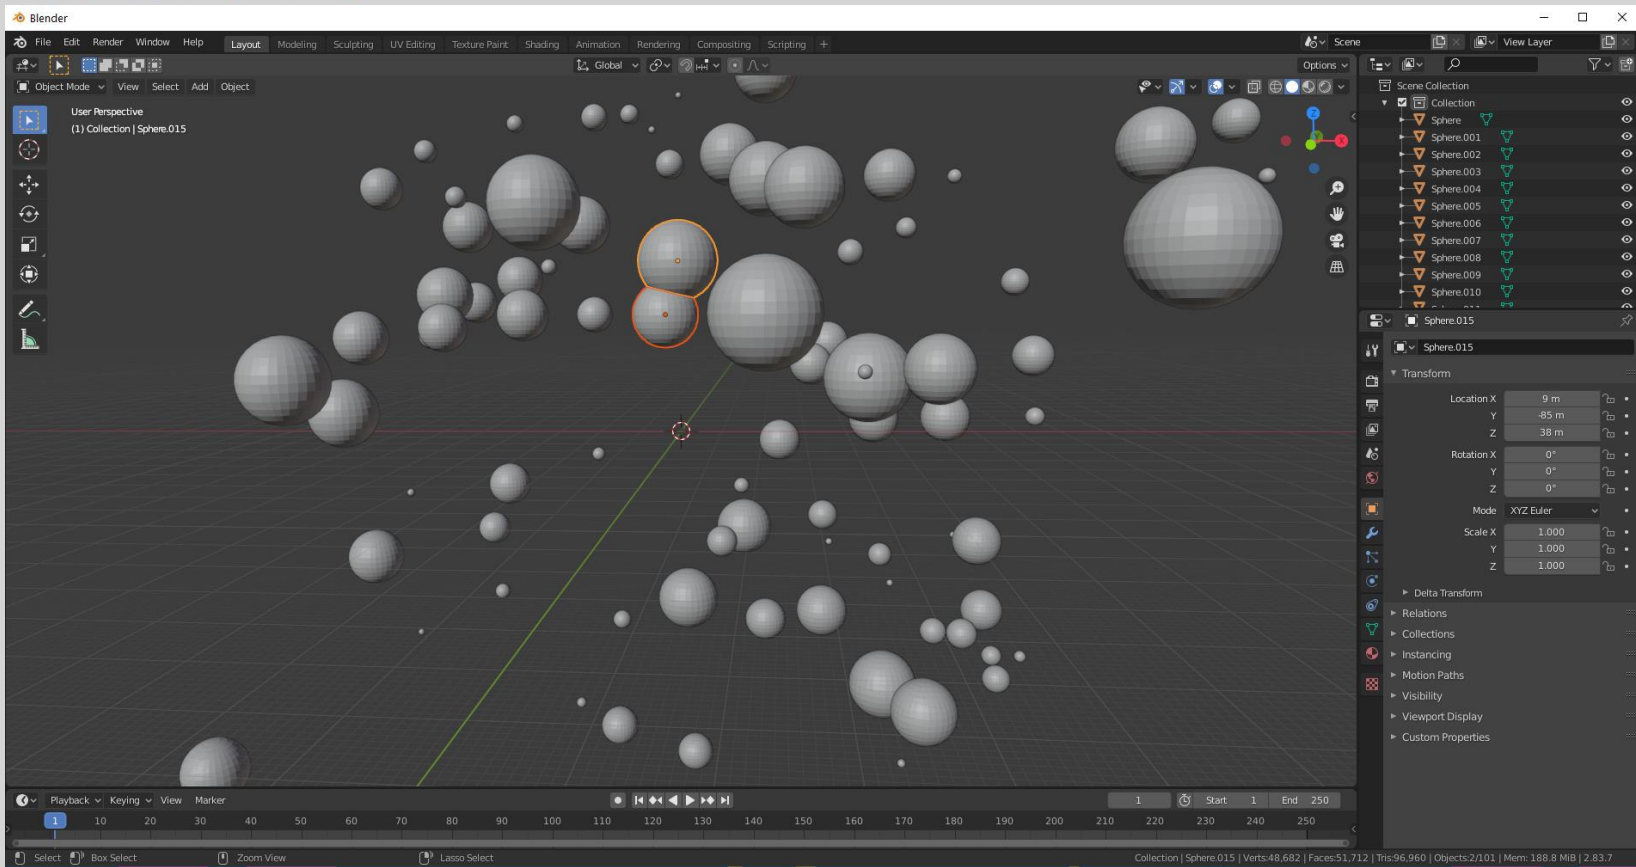 Blender
File Edit Render Window Help Layout Modeling Sculpting UV Editing Texture Paint Shading Animation Rendering Compositing Scripting + Scene View Layer
Global Options
Object Mode View Select Add Object
User Perspective
(1) Collection | Sphere.015
Z
X
Scene Collection
Collection
Sphere
Sphere.001
Sphere.002
Sphere.003
Sphere.004
Sphere.005
Sphere.006
Sphere.007
Sphere.008
Sphere.009
Sphere.010
Sphere.015
Sphere.015
Transform
Location X 9 m
Y -85 m
Z 38 m
Rotation X 0°
Y 0°
Z 0°
Mode XYZ Euler
Scale X 1.000
Y 1.000
Z 1.000
Delta Transform
Relations
Collections
Instancing
Motion Paths
Visibility
Viewport Display
Custom Properties
Playback Keying View Marker 1 Start 1 End 250
1 10 20 30 40 50 60 70 80 90 100 110 120 130 140 150 160 170 180 190 200 210 220 230 240 250
Select Box Select Zoom View Lasso Select Collection | Sphere.015 | Verts:48,682 | Faces:51,712 | Tris:96,960 | Objects:2/101 | Mem: 188.8 MiB | 2.83.7